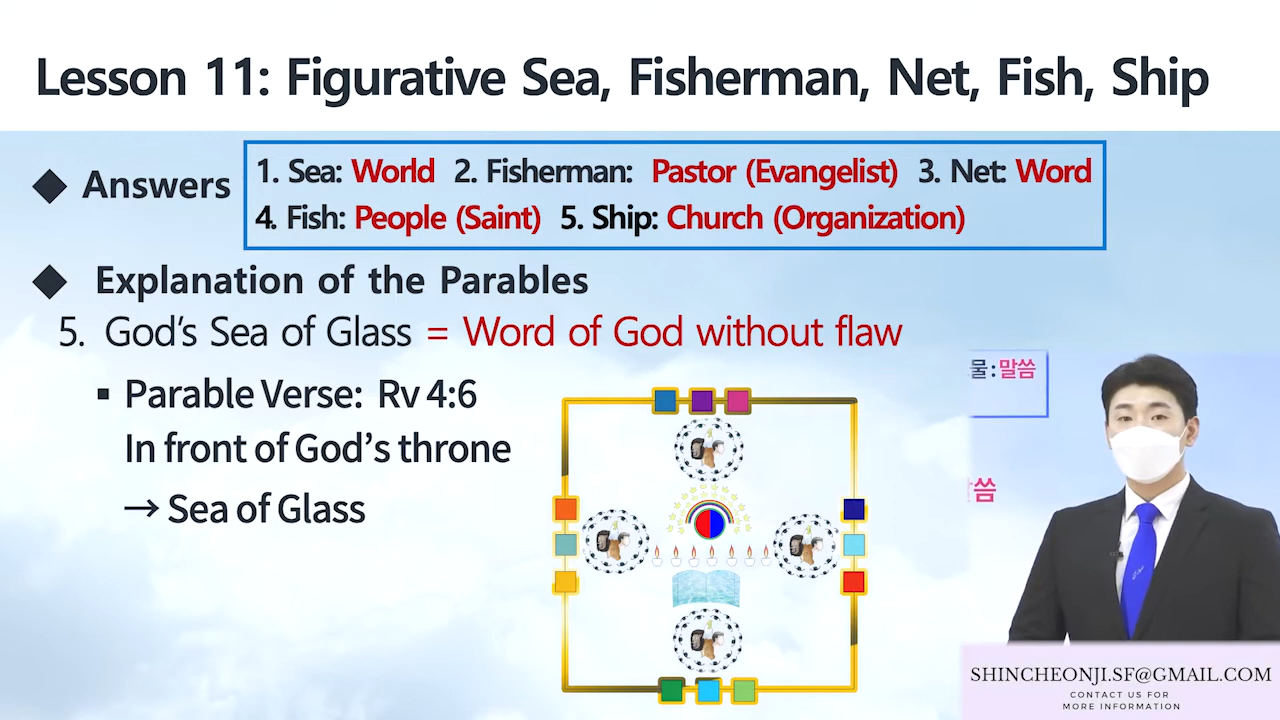 Lesson 11: Figurative Sea, Fisherman, Net, Fish, Ship
◆ Answers
1. Sea: World 2. Fisherman: Pastor (Evangelist) 3. Net: Word
4. Fish: People (Saint) 5. Ship: Church (Organization)
◆ Explanation of the Parables
5. God's Sea of Glass = Word of God without flaw
▪ Parable Verse: Rv 4:6
In front of God's throne
→ Sea of Glass
물:말씀
말씀
SHINCHEONJI.SF@GMAIL.COM
CONTACT US FOR
MORE INFORMATION